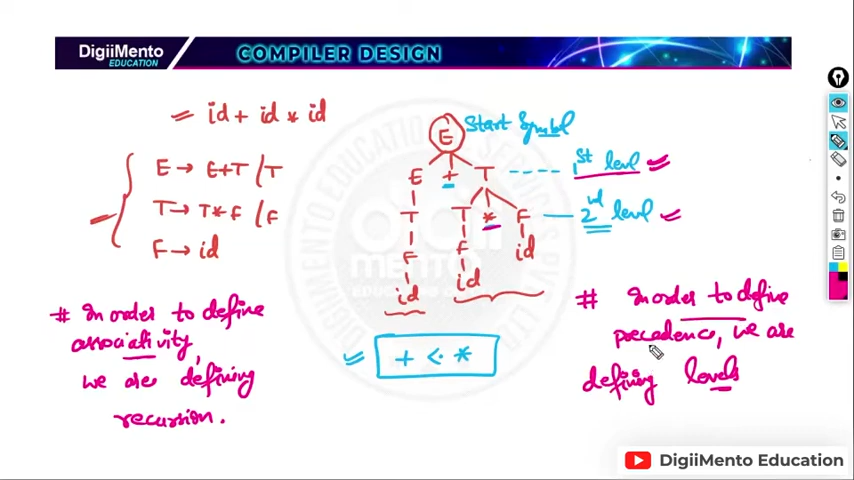 DigiiMento
EDUCATION
COMPILER DESIGN
= id + id * id
E → E+T / T
T → T*F / F
F → id
E Start Symbol
E + T ---- 1st level
T T * F — 2nd level
F F id
id id
# In order to define
associativity,
we are defining
recursion.
+ <· *
# In order to define
precedence, we are
defining levels
DigiiMento Education